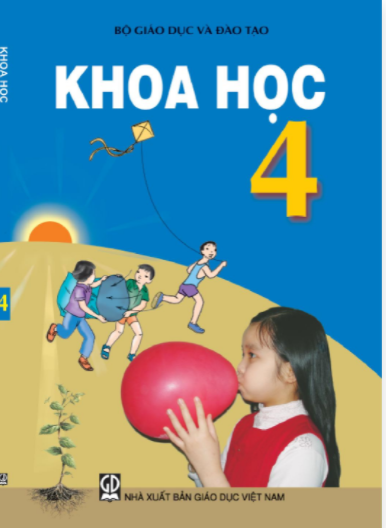 BỘ GIÁO DỤC VÀ ĐÀO TẠO
KHOA HỌC
4
KHOA HỌC
4
GD
NHÀ XUẤT BẢN GIÁO DỤC VIỆT NAM